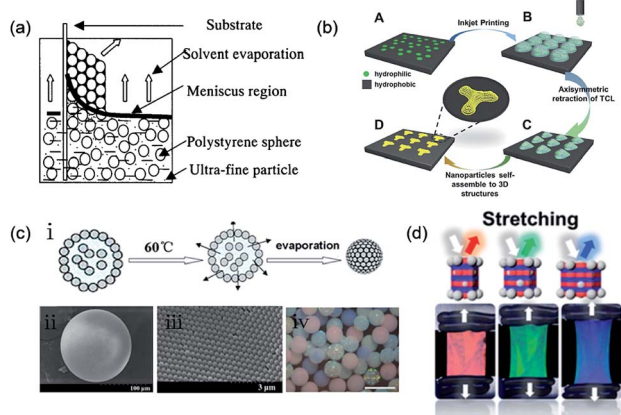 (a)
Substrate
Solvent evaporation
Meniscus region
Polystyrene sphere
Ultra-fine particle
(b)
A
Inkjet Printing
B
hydrophilic
hydrophobic
Axisymmetric
retraction of TCL
D
C
Nanoparticles self-
assemble to 3D
structures
(c)
i
60℃
evaporation
ii
100 µm
iii
3 µm
iv
(d)
Stretching